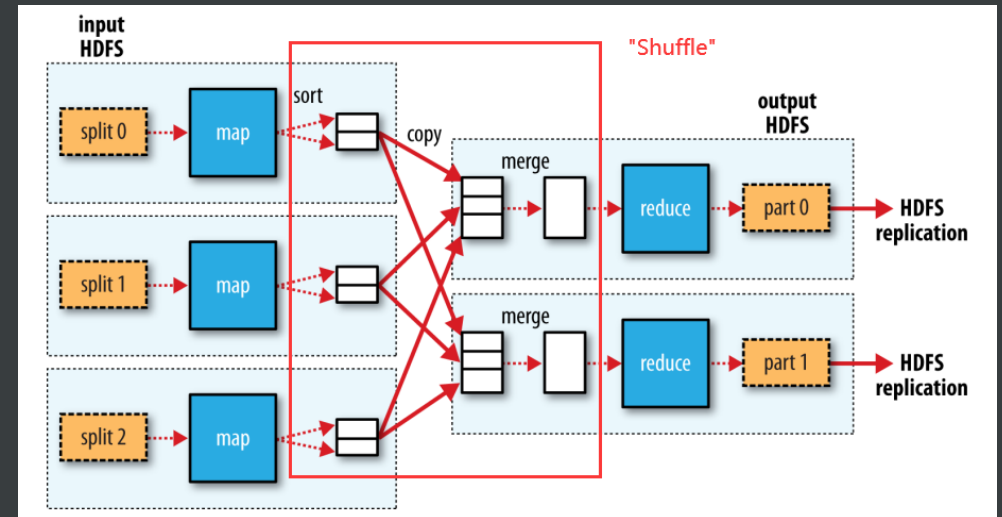 input
HDFS
"Shuffle"
sort
split 0
map
copy
output
HDFS
merge
reduce
part 0
HDFS
replication
split 1
map
merge
reduce
part 1
HDFS
replication
split 2
map